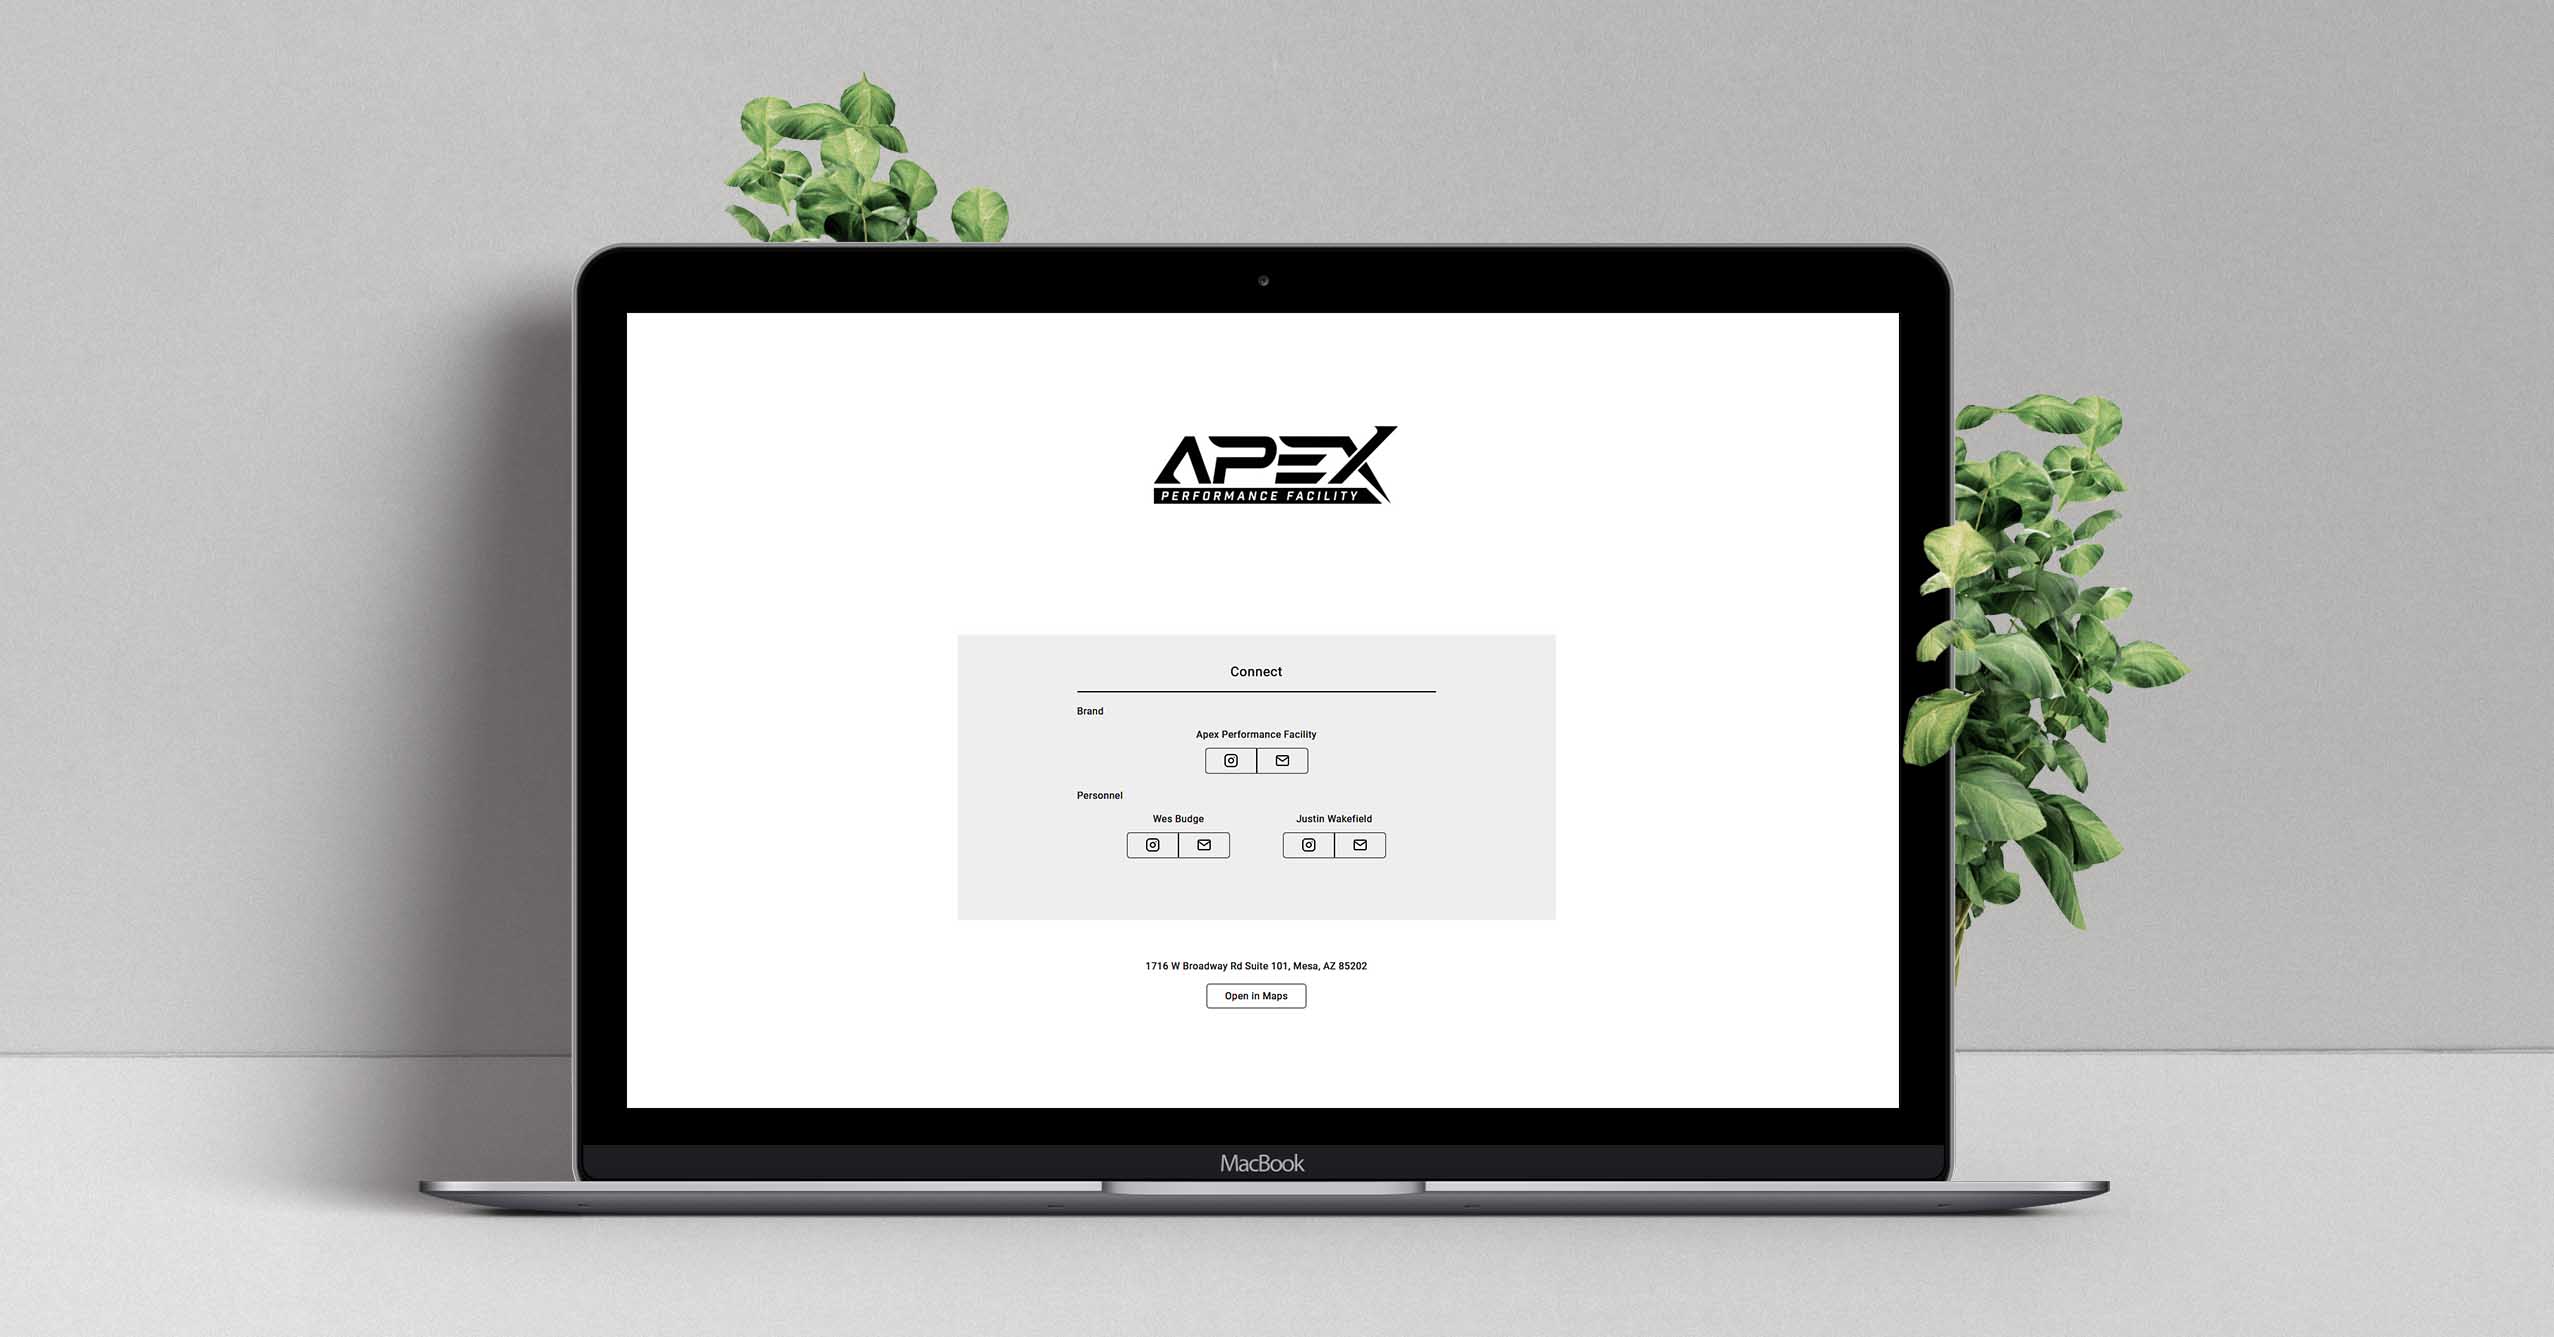 APEX
PERFORMANCE FACILITY
Connect
Brand
Apex Performance Facility
Personnel
Wes Budge
Justin Wakefield
1716 W Broadway Rd Suite 101, Mesa, AZ 85202
Open in Maps
MacBook